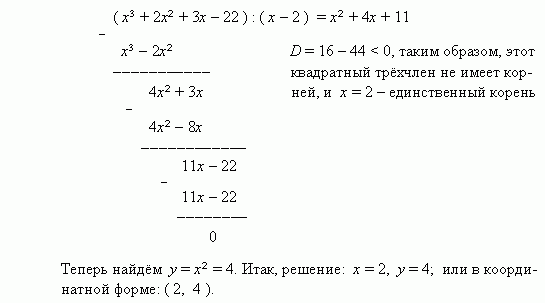 ( x³ + 2x² + 3x – 22 ) : ( x – 2 ) = x² + 4x + 11
–
x³ – 2x²
D = 16 – 44 < 0, таким образом, этот
квадратный трёхчлен не имеет кор-
ней, и x = 2 – единственный корень
4x² + 3x
–
4x² – 8x
11x – 22
–
11x – 22
0
Теперь найдём y = x² = 4. Итак, решение: x = 2, y = 4; или в коорди-
натной форме: ( 2, 4 ).